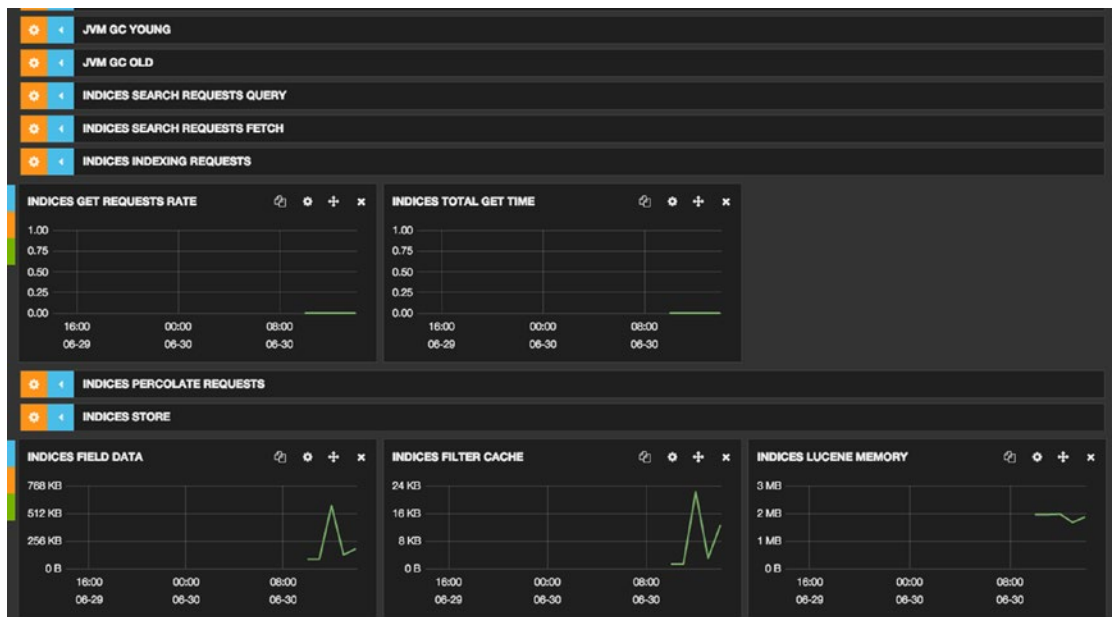 JVM GC YOUNG
JVM GC OLD
INDICES SEARCH REQUESTS QUERY
INDICES SEARCH REQUESTS FETCH
INDICES INDEXING REQUESTS
INDICES GET REQUESTS RATE
1.00
0.75
0.50
0.25
0.00
16:00 00:00 08:00
06-29 06-30 06-30
INDICES TOTAL GET TIME
1.00
0.75
0.50
0.25
0.00
16:00 00:00 08:00
06-29 06-30 06-30
INDICES PERCOLATE REQUESTS
INDICES STORE
INDICES FIELD DATA
768 KB
512 KB
256 KB
0 B
16:00 00:00 08:00
06-29 06-30 06-30
INDICES FILTER CACHE
24 KB
16 KB
8 KB
0 B
16:00 00:00 08:00
06-29 06-30 06-30
INDICES LUCENE MEMORY
3 MB
2 MB
1 MB
0 B
16:00 00:00 08:00
06-29 06-30 06-30